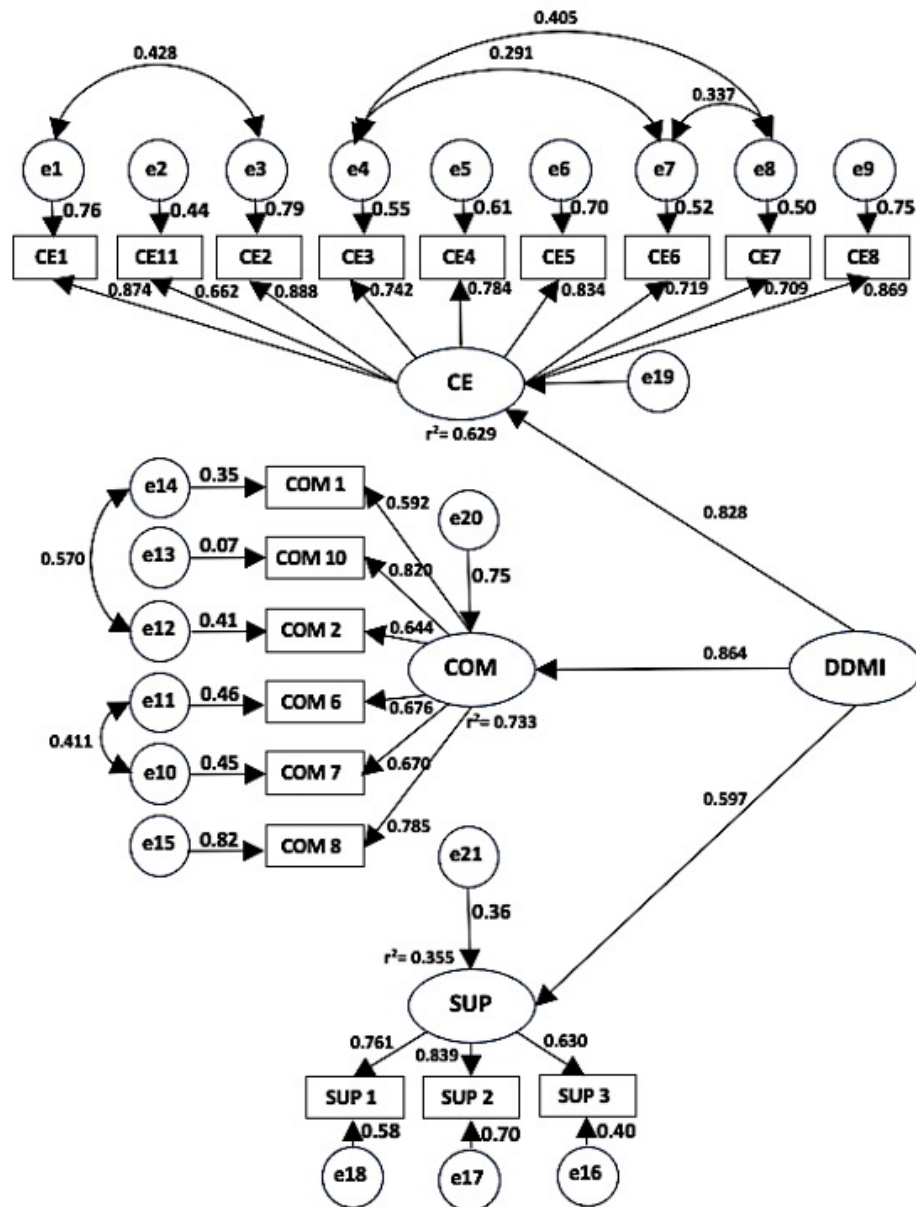 0.405
0.428
0.291
0.337
e1 e2 e3 e4 e5 e6 e7 e8 e9
0.76 0.44 0.79 0.55 0.61 0.70 0.52 0.50 0.75
CE1 CE11 CE2 CE3 CE4 CE5 CE6 CE7 CE8
0.874 0.662 0.888 0.742 0.784 0.834 0.719 0.709 0.869
CE
e19
r²= 0.629
0.828
e14 0.35 COM 1
0.592
e20
0.570
e13 0.07 COM 10
0.820
0.75
e12 0.41 COM 2
0.644
COM
0.864
DDMI
e11 0.46 COM 6
0.676
r²= 0.733
0.411
e10 0.45 COM 7
0.670
0.597
e15 0.82 COM 8
0.785
e21
0.36
r²= 0.355
SUP
0.761 0.839 0.630
SUP 1 SUP 2 SUP 3
0.58 0.70 0.40
e18 e17 e16